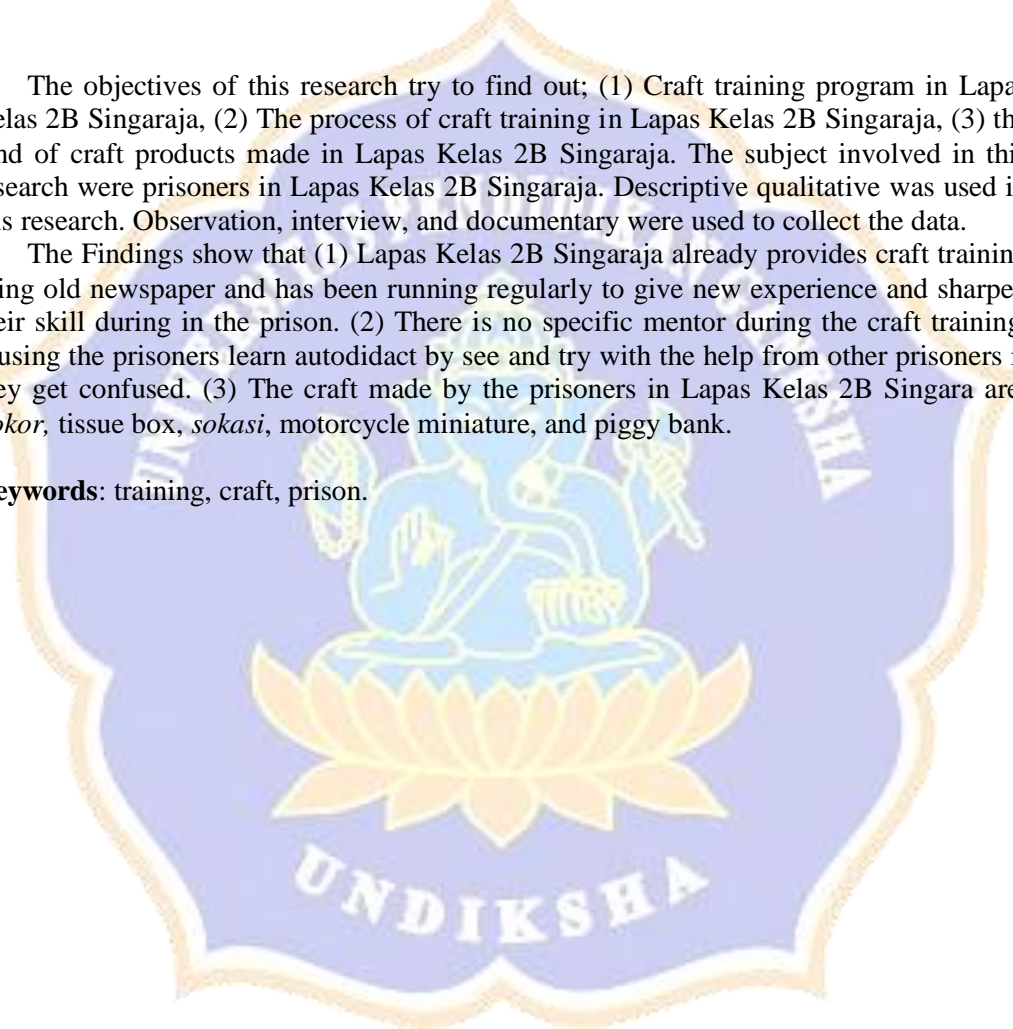 The objectives of this research try to find out; (1) Craft training program in Lapa
elas 2B Singaraja, (2) The process of craft training in Lapas Kelas 2B Singaraja, (3) th
nd of craft products made in Lapas Kelas 2B Singaraja. The subject involved in thi
search were prisoners in Lapas Kelas 2B Singaraja. Descriptive qualitative was used i
is research. Observation, interview, and documentary were used to collect the data.
The Findings show that (1) Lapas Kelas 2B Singaraja already provides craft trainin
ing old newspaper and has been running regularly to give new experience and sharpe
eir skill during in the prison. (2) There is no specific mentor during the craft training
using the prisoners learn autodidact by see and try with the help from other prisoners i
ey get confused. (3) The craft made by the prisoners in Lapas Kelas 2B Singara are
okor, tissue box, sokasi, motorcycle miniature, and piggy bank.
eywords: training, craft, prison.
UNIVERSITAS PENDIDIKAN GANESHA
UNDIKSHA